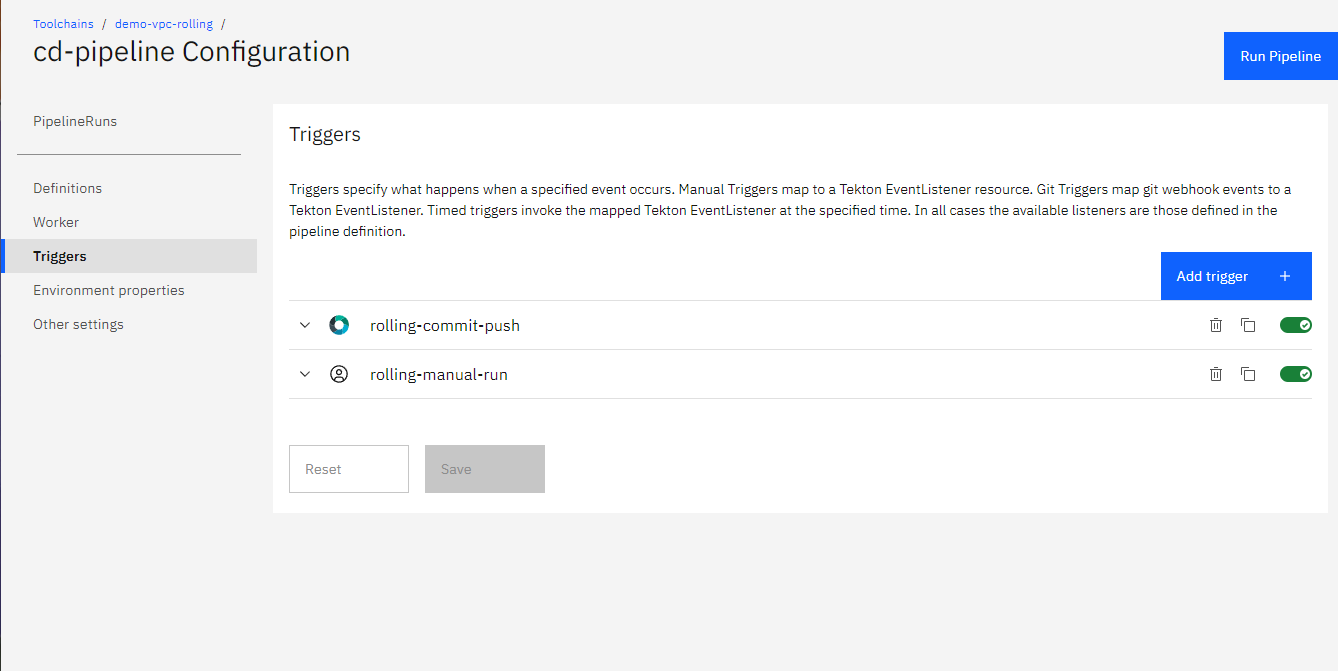 Toolchains / demo-vpc-rolling /
cd-pipeline Configuration
Run Pipeline
PipelineRuns
Definitions
Worker
Triggers
Environment properties
Other settings
Triggers
Triggers specify what happens when a specified event occurs. Manual Triggers map to a Tekton EventListener resource. Git Triggers map git webhook events to a
Tekton EventListener. Timed triggers invoke the mapped Tekton EventListener at the specified time. In all cases the available listeners are those defined in the
pipeline definition.
Add trigger +
rolling-commit-push
rolling-manual-run
Reset
Save